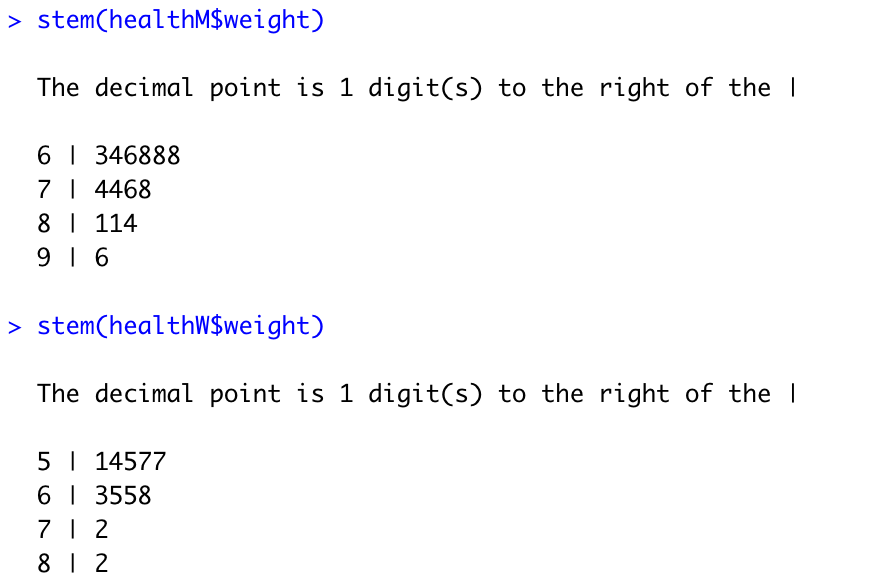 > stem(healthM$weight)
The decimal point is 1 digit(s) to the right of the |
6 | 346888
7 | 4468
8 | 114
9 | 6
> stem(healthW$weight)
The decimal point is 1 digit(s) to the right of the |
5 | 14577
6 | 3558
7 | 2
8 | 2